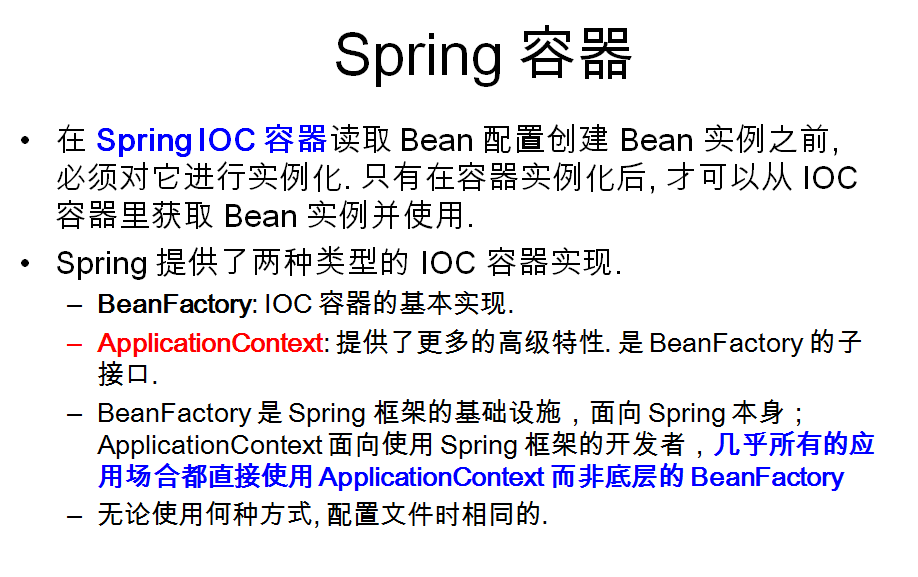 Spring 容器
• 在 Spring IOC 容器读取 Bean 配置创建 Bean 实例之前,
必须对它进行实例化. 只有在容器实例化后, 才可以从 IOC
容器里获取 Bean 实例并使用.
• Spring 提供了两种类型的 IOC 容器实现.
– BeanFactory: IOC 容器的基本实现.
– ApplicationContext: 提供了更多的高级特性. 是 BeanFactory 的子
接口.
– BeanFactory 是 Spring 框架的基础设施，面向 Spring 本身；
ApplicationContext 面向使用 Spring 框架的开发者，几乎所有的应
用场合都直接使用 ApplicationContext 而非底层的 BeanFactory
– 无论使用何种方式, 配置文件时相同的.